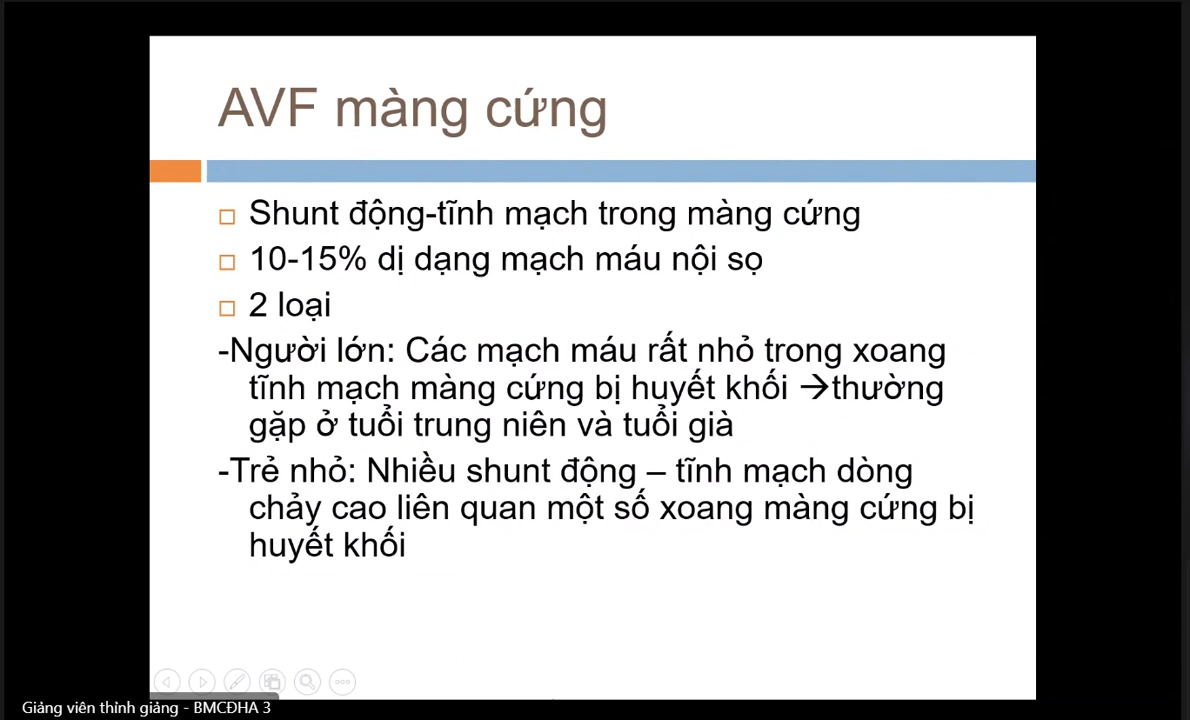 AVF màng cứng
Shunt động-tĩnh mạch trong màng cứng
10-15% dị dạng mạch máu nội sọ
2 loại
-Người lớn: Các mạch máu rất nhỏ trong xoang
tĩnh mạch màng cứng bị huyết khối →thường
gặp ở tuổi trung niên và tuổi già
-Trẻ nhỏ: Nhiều shunt động – tĩnh mạch dòng
chảy cao liên quan một số xoang màng cứng bị
huyết khối
Giảng viên thỉnh giảng - BMCĐHA 3